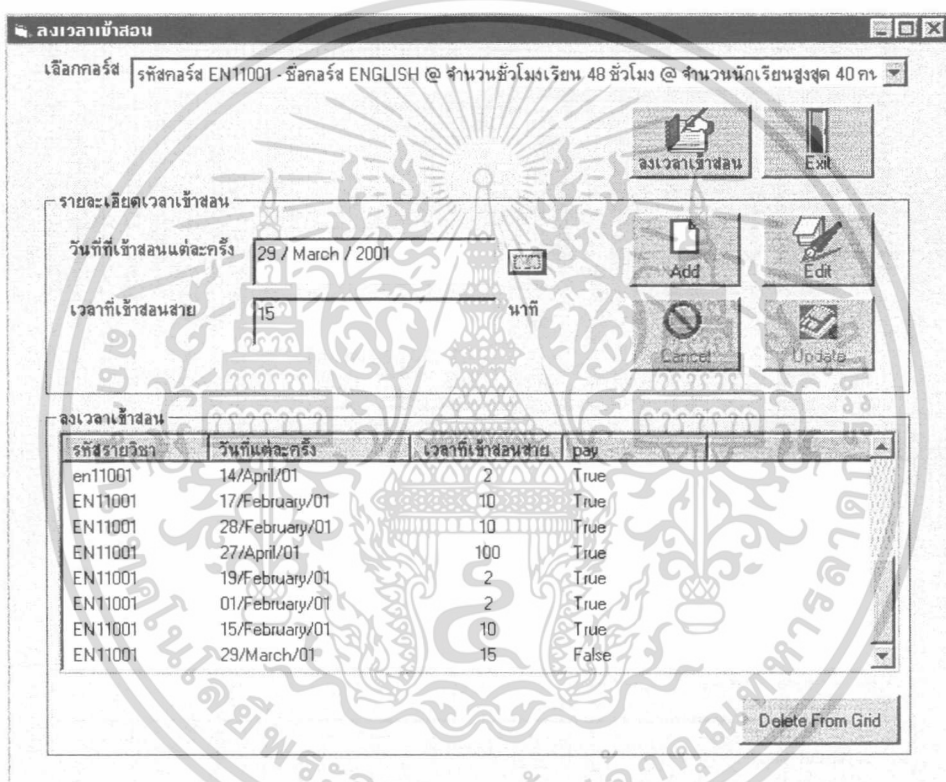 ลงเวลาเข้าสอน
เลือกคอร์ส รหัสคอร์ส EN11001 - ชื่อคอร์ส ENGLISH @ จำนวนชั่วโมงเรียน 48 ชั่วโมง @ จำนวนนักเรียนสูงสุด 40 คน
ลงเวลาเข้าสอน Exit
รายละเอียดเวลาเข้าสอน
วันที่ที่เข้าสอนแต่ละครั้ง 29 / March / 2001
Add Edit
เวลาที่เข้าสอนสาย 15 นาที
Cancel Update
ลงเวลาเข้าสอน
รหัสรายวิชา วันที่แต่ละครั้ง เวลาที่เข้าสอนสาย pay
en11001 14/April/01 2 True
EN11001 17/February/01 10 True
EN11001 28/February/01 10 True
EN11001 27/April/01 100 True
EN11001 19/February/01 2 True
EN11001 01/February/01 2 True
EN11001 15/February/01 10 True
EN11001 29/March/01 15 False
Delete From Grid